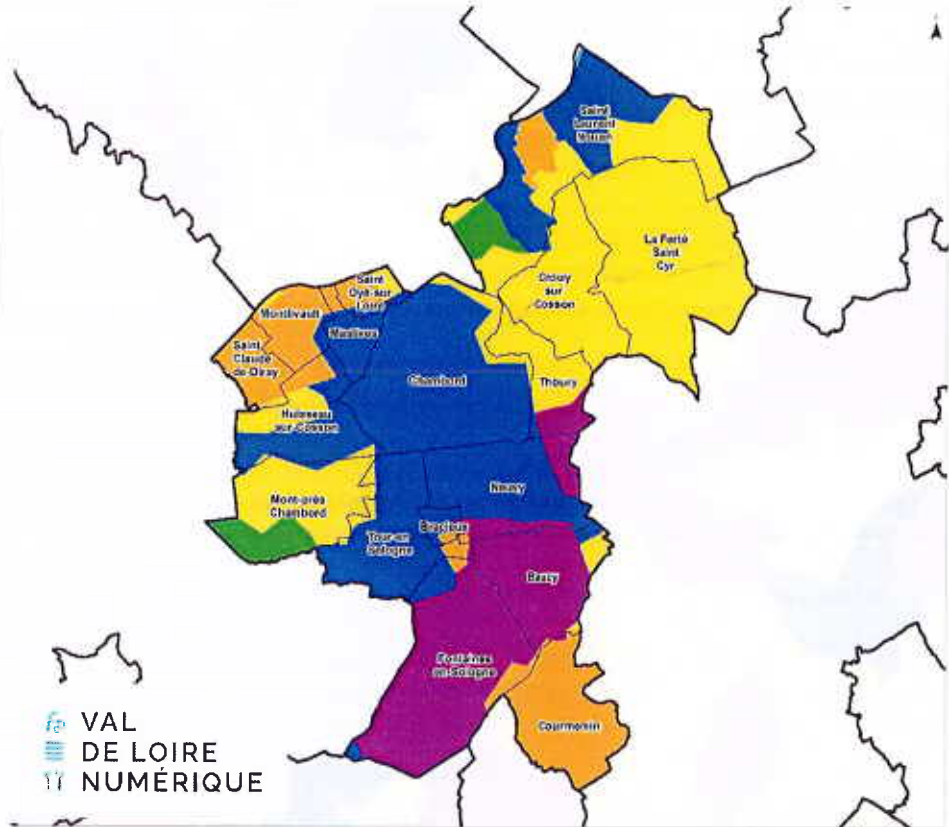 Saint
Laurent
Nouan
La Ferté
Saint
Cyr
Crouy
sur
Cosson
Saint
Dyé-sur
Loire
Montlivault
Maslives
Saint
Claude
de-Diray
Chambord
Thoury
Huisseau
sur-Cosson
Neuvy
Mont-près
Chambord
Bracieux
Tour-en
Sologne
Bauzy
Fontaines
en-Sologne
Courmemin
VAL
DE LOIRE
NUMÉRIQUE